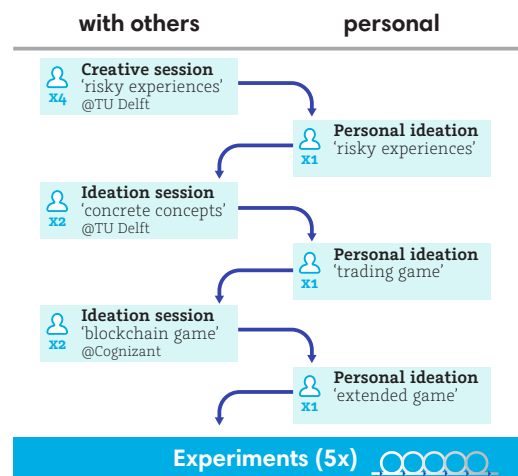 with others
personal
Creative session
'risky experiences'
@TU Delft
x4
Personal ideation
'risky experiences'
x1
Ideation session
'concrete concepts'
@TU Delft
x2
Personal ideation
'trading game'
x1
Ideation session
'blockchain game'
@Cognizant
x2
Personal ideation
'extended game'
x1
Experiments (5x)